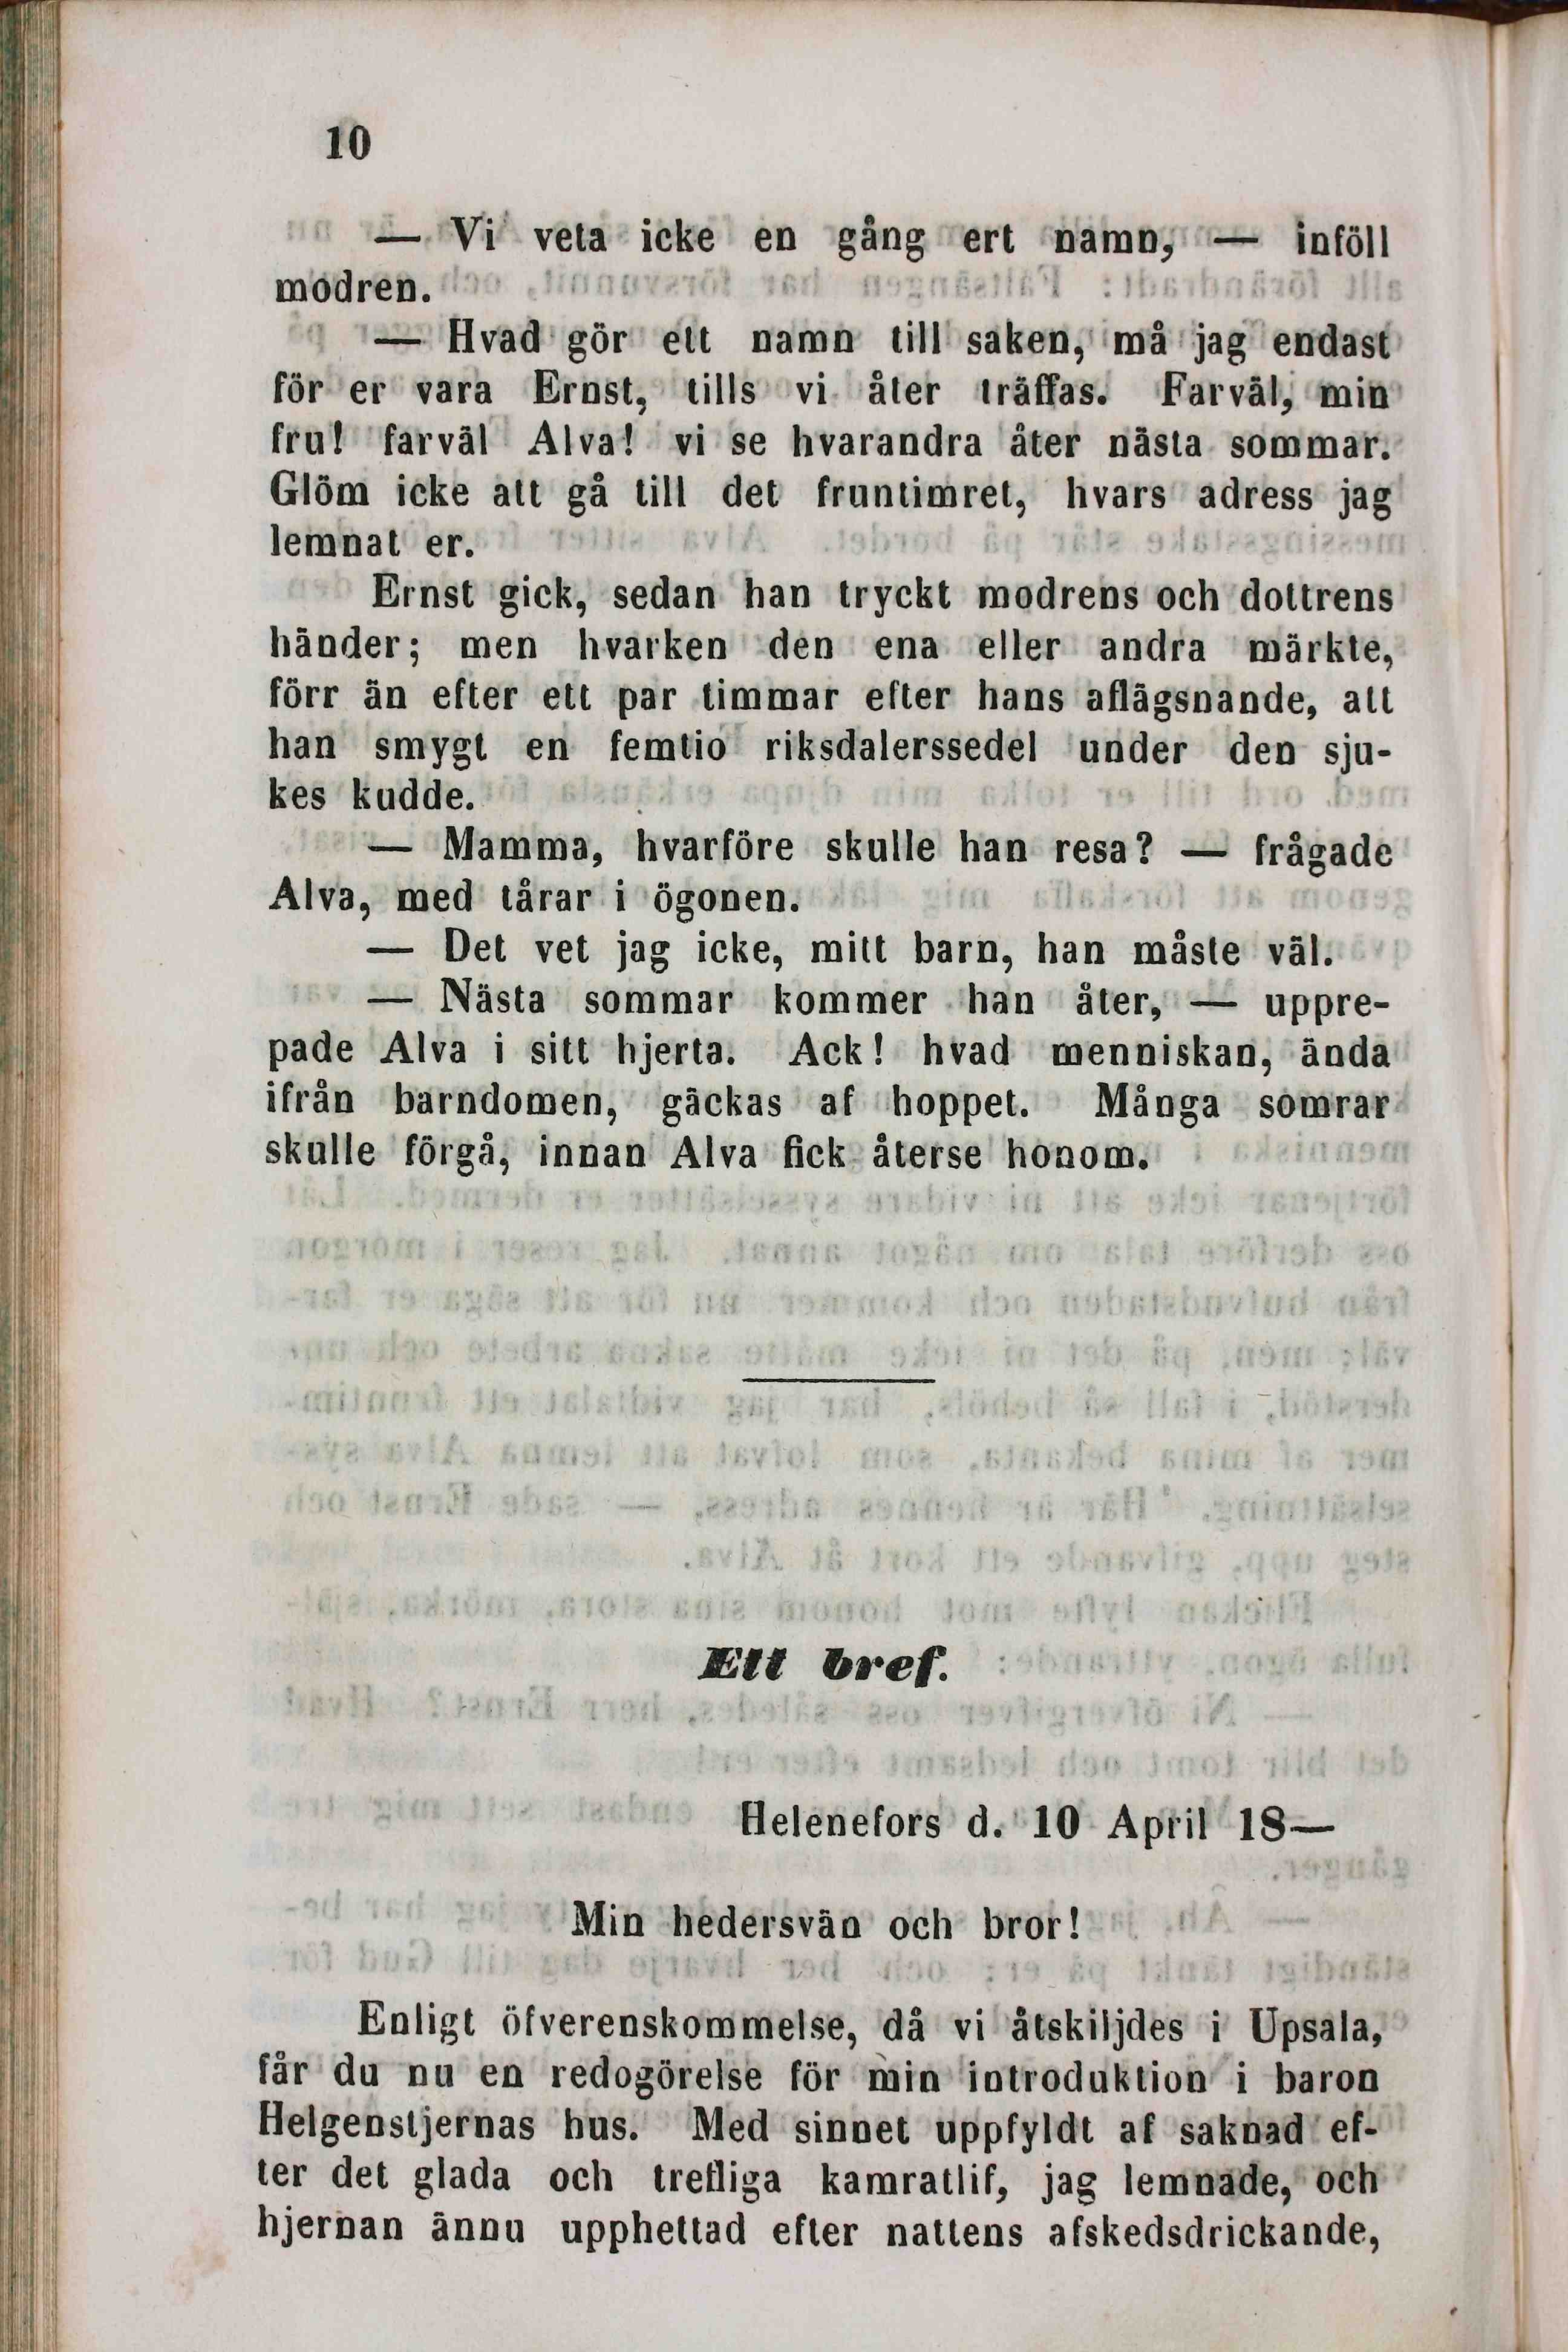 10
— Vi veta icke en gång ert namn, — inföll
modren.
— Hvad gör ett namn till saken, må jag endast
för er vara Ernst, tills vi åter träffas. Farväl, min
fru! farväl Alva! vi se hvarandra åter nästa sommar.
Glöm icke att gå till det fruntimret, hvars adress jag
lemnat er.
Ernst gick, sedan han tryckt modrens och dottrens
händer; men hvarken den ena eller andra märkte,
förr än efter ett par timmar efter hans aflägsnande, att
han smygt en femtio riksdalerssedel under den sju-
kes kudde.
— Mamma, hvarföre skulle han resa? — frågade
Alva, med tårar i ögonen.
— Det vet jag icke, mitt barn, han måste väl.
— Nästa sommar kommer han åter, — uppre-
pade Alva i sitt hjerta. Ack! hvad menniskan, ända
ifrån barndomen, gäckas af hoppet. Många somrar
skulle förgå, innan Alva fick återse honom.
Ett bref.
Helenefors d. 10 April 18—
Min hedersvän och bror!
Enligt öfverenskommelse, då vi åtskiljdes i Upsala,
får du nu en redogörelse för min introduktion i baron
Helgenstjernas hus. Med sinnet uppfyldt af saknad ef-
ter det glada och trefliga kamratlif, jag lemnade, och
hjernan ännu upphettad efter nattens afskedsdrickande,